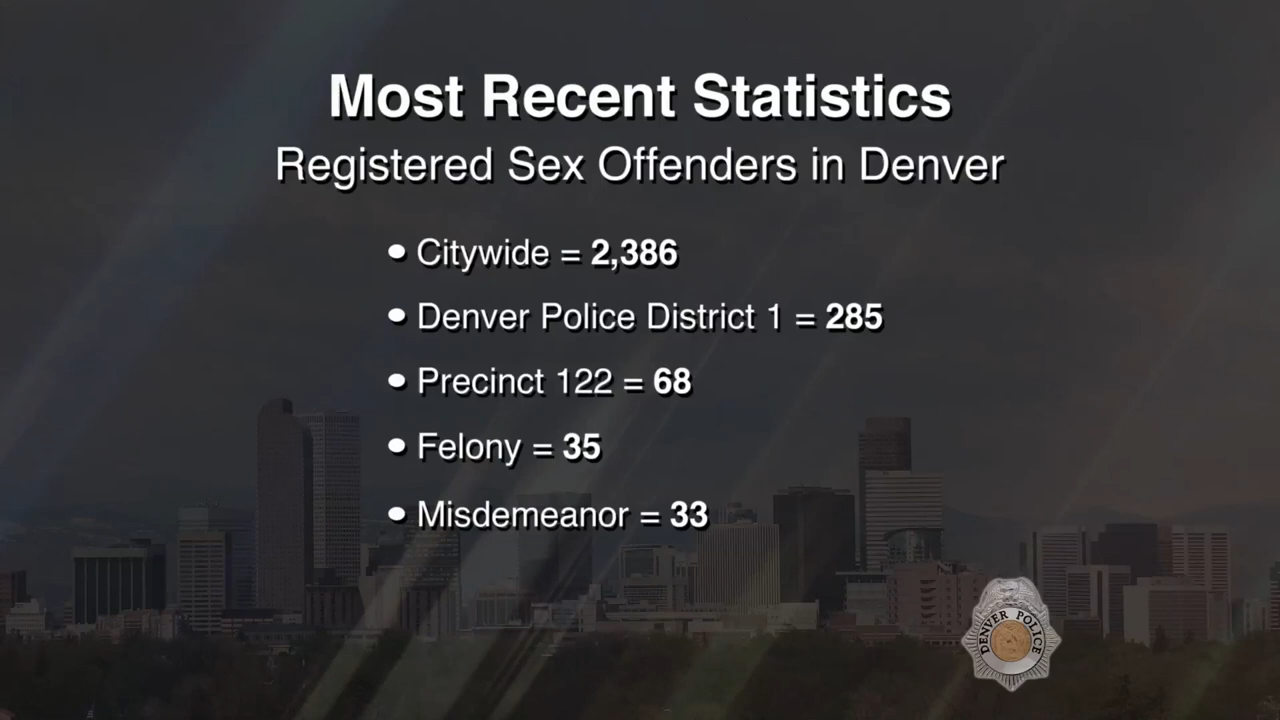 Most Recent Statistics
Registered Sex Offenders in Denver
• Citywide = 2,386
• Denver Police District 1 = 285
• Precinct 122 = 68
• Felony = 35
• Misdemeanor = 33
DENVER POLICE